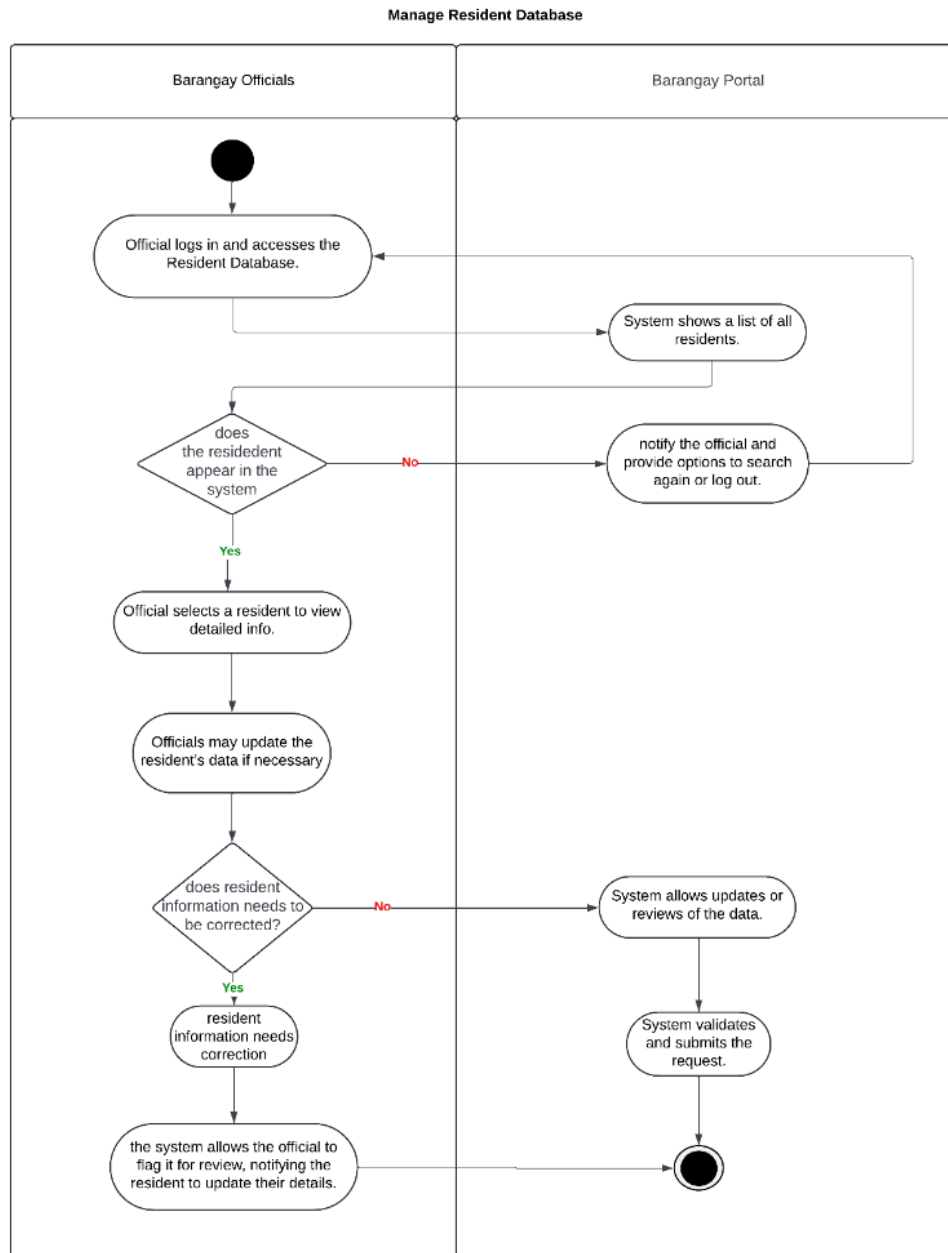 Manage Resident Database
Barangay Officials
Barangay Portal
Official logs in and accesses the
Resident Database.
System shows a list of all
residents.
does
the residedent
appear in the
system
No
notify the official and
provide options to search
again or log out.
Yes
Official selects a resident to view
detailed info.
Officials may update the
resident's data if necessary
does resident
information needs to
be corrected?
No
System allows updates or
reviews of the data.
Yes
resident
information needs
correction
System validates
and submits the
request.
the system allows the official to
flag it for review, notifying the
resident to update their details.